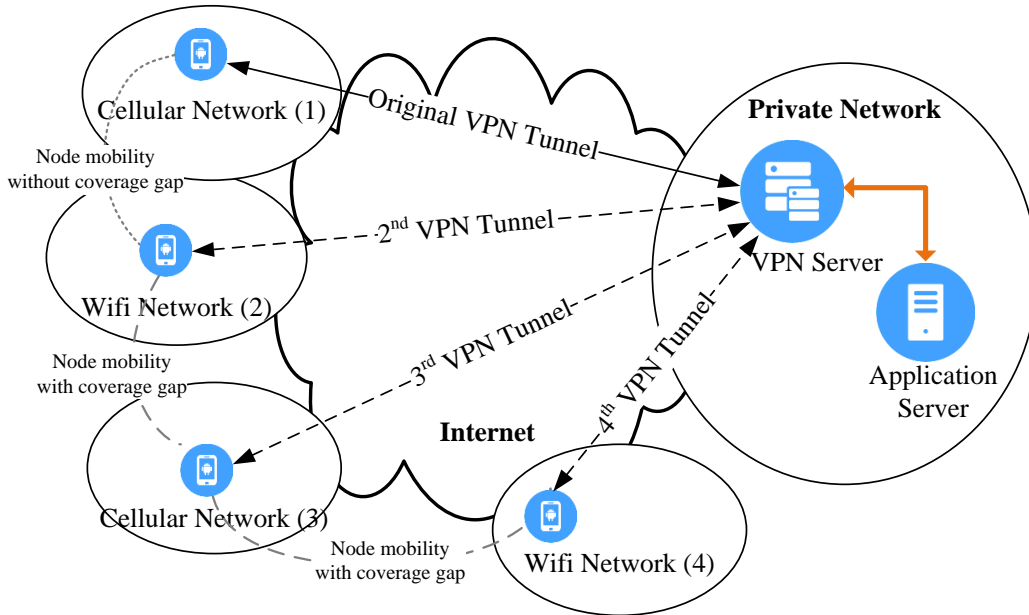 Cellular Network (1)
Original VPN Tunnel
Private Network
Node mobility
without coverage gap
2nd VPN Tunnel
VPN Server
Wifi Network (2)
3rd VPN Tunnel
4th VPN Tunnel
Node mobility
with coverage gap
Application
Server
Internet
Cellular Network (3)
Node mobility
with coverage gap
Wifi Network (4)